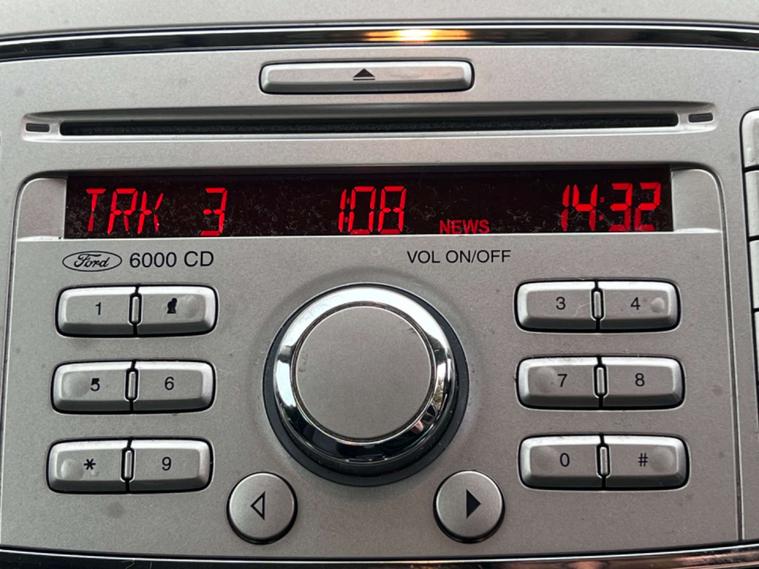 TRK 3 1:08 NEWS 14:32
Ford 6000 CD VOL ON/OFF
1 3 4
5 6 7 8
* 9 0 #